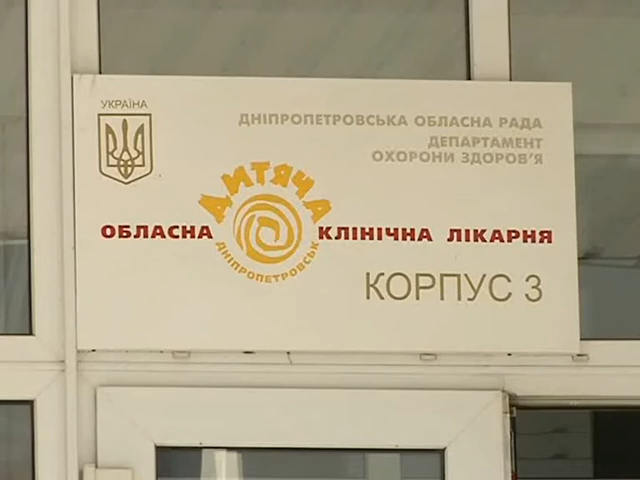 УКРАЇНА
ДНІПРОПЕТРОВСЬКА ОБЛАСНА РАДА
ДЕПАРТАМЕНТ
ОХОРОНИ ЗДОРОВ'Я
ДИТЯЧА
ОБЛАСНА КЛІНІЧНА ЛІКАРНЯ
ДНІПРОПЕТРОВСЬК
КОРПУС 3